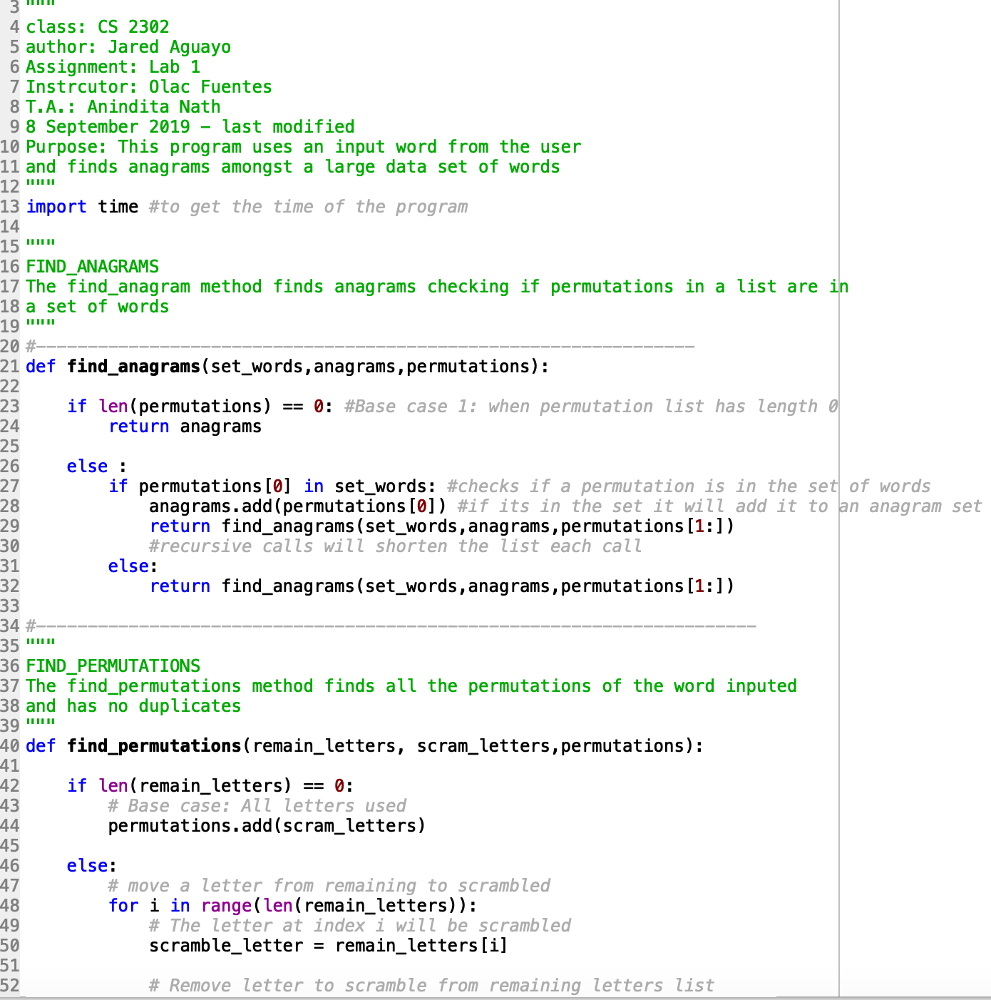 3 """
4 class: CS 2302
5 author: Jared Aguayo
6 Assignment: Lab 1
7 Instrcutor: Olac Fuentes
8 T.A.: Anindita Nath
9 8 September 2019 – last modified
10 Purpose: This program uses an input word from the user
11 and finds anagrams amongst a large data set of words
12 """
13 import time #to get the time of the program
14
15 """
16 FIND_ANAGRAMS
17 The find_anagram method finds anagrams checking if permutations in a list are in
18 a set of words
19 """
20 #----------------------------------------------------------------
21 def find_anagrams(set_words,anagrams,permutations):
22
23     if len(permutations) == 0: #Base case 1: when permutation list has length 0
24         return anagrams
25
26     else :
27         if permutations[0] in set_words: #checks if a permutation is in the set of words
28             anagrams.add(permutations[0]) #if its in the set it will add it to an anagram set
29             return find_anagrams(set_words,anagrams,permutations[1:])
30             #recursive calls will shorten the list each call
31         else:
32             return find_anagrams(set_words,anagrams,permutations[1:])
33
34 #----------------------------------------------------------------------
35 """
36 FIND_PERMUTATIONS
37 The find_permutations method finds all the permutations of the word inputed
38 and has no duplicates
39 """
40 def find_permutations(remain_letters, scram_letters,permutations):
41
42     if len(remain_letters) == 0:
43         # Base case: All letters used
44         permutations.add(scram_letters)
45
46     else:
47         # move a letter from remaining to scrambled
48         for i in range(len(remain_letters)):
49             # The letter at index i will be scrambled
50             scramble_letter = remain_letters[i]
51
52             # Remove letter to scramble from remaining letters list